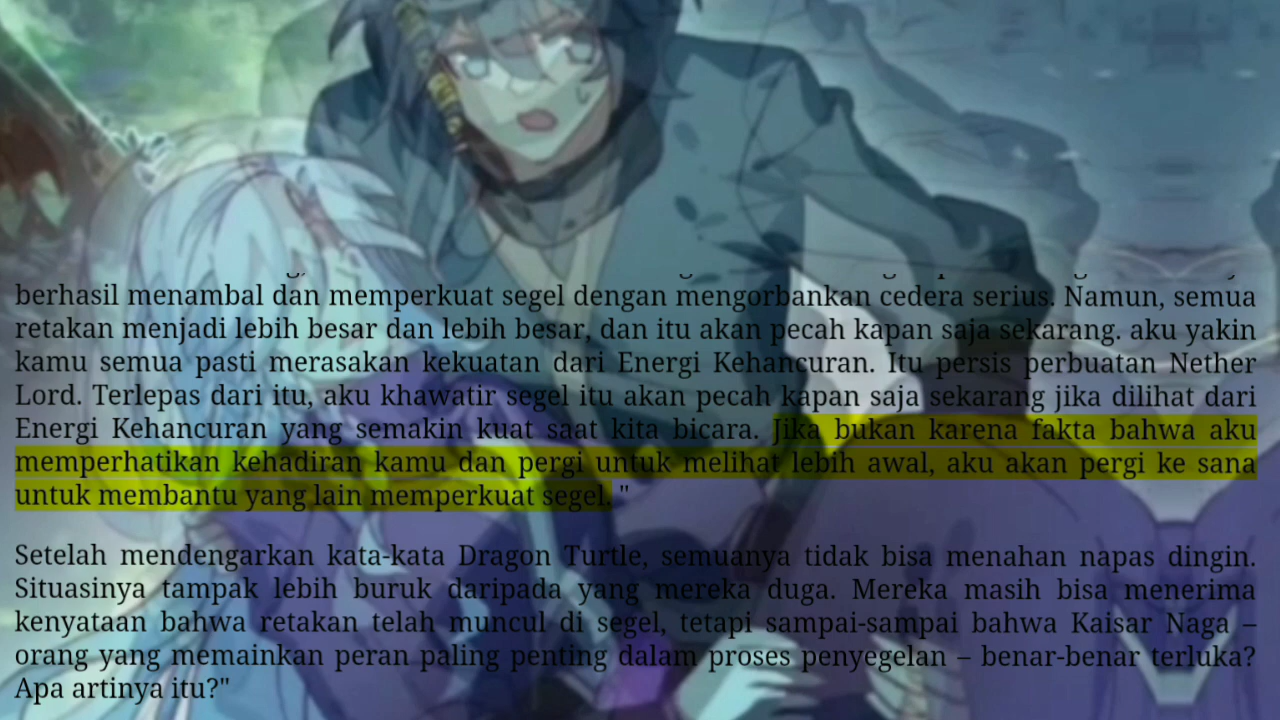 berhasil menambal dan memperkuat segel dengan mengorbankan cedera serius. Namun, semua
retakan menjadi lebih besar dan lebih besar, dan itu akan pecah kapan saja sekarang. aku yakin
kamu semua pasti merasakan kekuatan dari Energi Kehancuran. Itu persis perbuatan Nether
Lord. Terlepas dari itu, aku khawatir segel itu akan pecah kapan saja sekarang jika dilihat dari
Energi Kehancuran yang semakin kuat saat kita bicara. Jika bukan karena fakta bahwa aku
memperhatikan kehadiran kamu dan pergi untuk melihat lebih awal, aku akan pergi ke sana
untuk membantu yang lain memperkuat segel. "
Setelah mendengarkan kata-kata Dragon Turtle, semuanya tidak bisa menahan napas dingin.
Situasinya tampak lebih buruk daripada yang mereka duga. Mereka masih bisa menerima
kenyataan bahwa retakan telah muncul di segel, tetapi sampai-sampai bahwa Kaisar Naga –
orang yang memainkan peran paling penting dalam proses penyegelan – benar-benar terluka?
Apa artinya itu?"